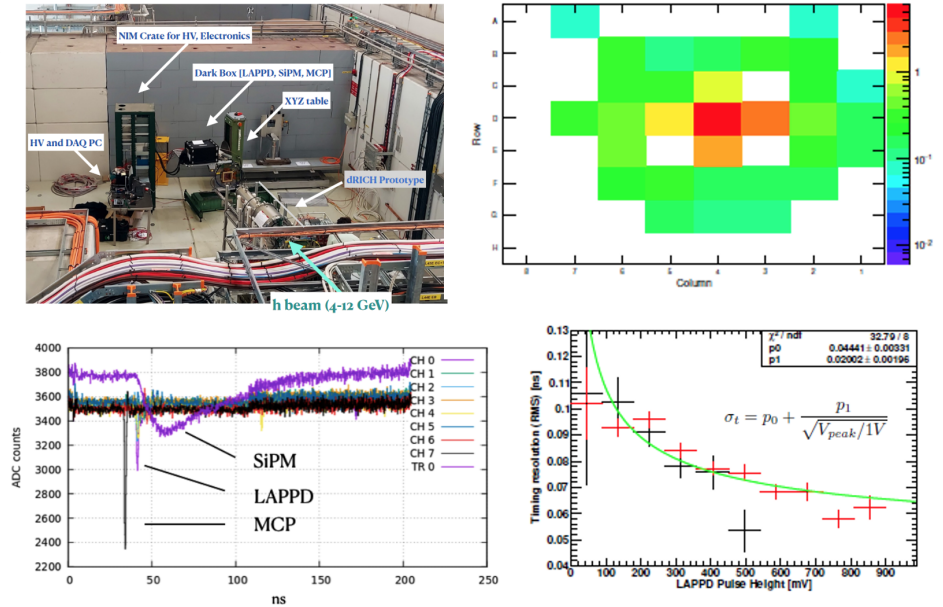 NIM Crate for HV, Electronics
Dark Box [LAPPD, SiPM, MCP]
XYZ table
HV and DAQ PC
dRICH Prototype
h beam (4-12 GeV)
Row
A
B
C
D
E
F
H
8 7 6 5 4 3 2 1
Column
1
10⁻¹
10⁻²
ADC counts
4000
3800
3600
3400
3200
3000
2800
2600
2400
2200
0 50 100 150 200 250
ns
CH 0
CH 1
CH 2
CH 3
CH 4
CH 5
CH 6
CH 7
TR 0
SiPM
LAPPD
MCP
Timing resolution (RMS) [ns]
0.13
0.12
0.11
0.1
0.09
0.08
0.07
0.06
0.05
0.04
0 100 200 300 400 500 600 700 800 900
LAPPD Pulse Height [mV]
χ² / ndf 32.79 / 8
p0 0.04441 ± 0.00331
p1 0.02002 ± 0.00196
σ_t = p_0 + p_1 / √(V_peak/1V)